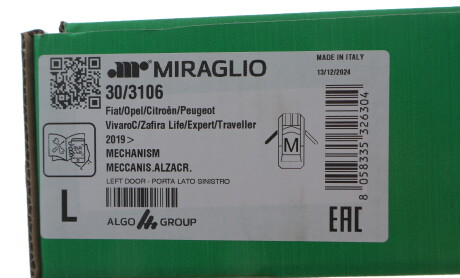 MIRAGLIO
30/3106
Fiat/Opel/Citroën/Peugeot
VivaroC/Zafira Life/Expert/Traveller
2019>
MECHANISM
MECCANIS.ALZACR.
LEFT DOOR - PORTA LATO SINISTRO
L
ALGO GROUP
MADE IN ITALY
13/12/2024
M
8 058335 326304
EAC